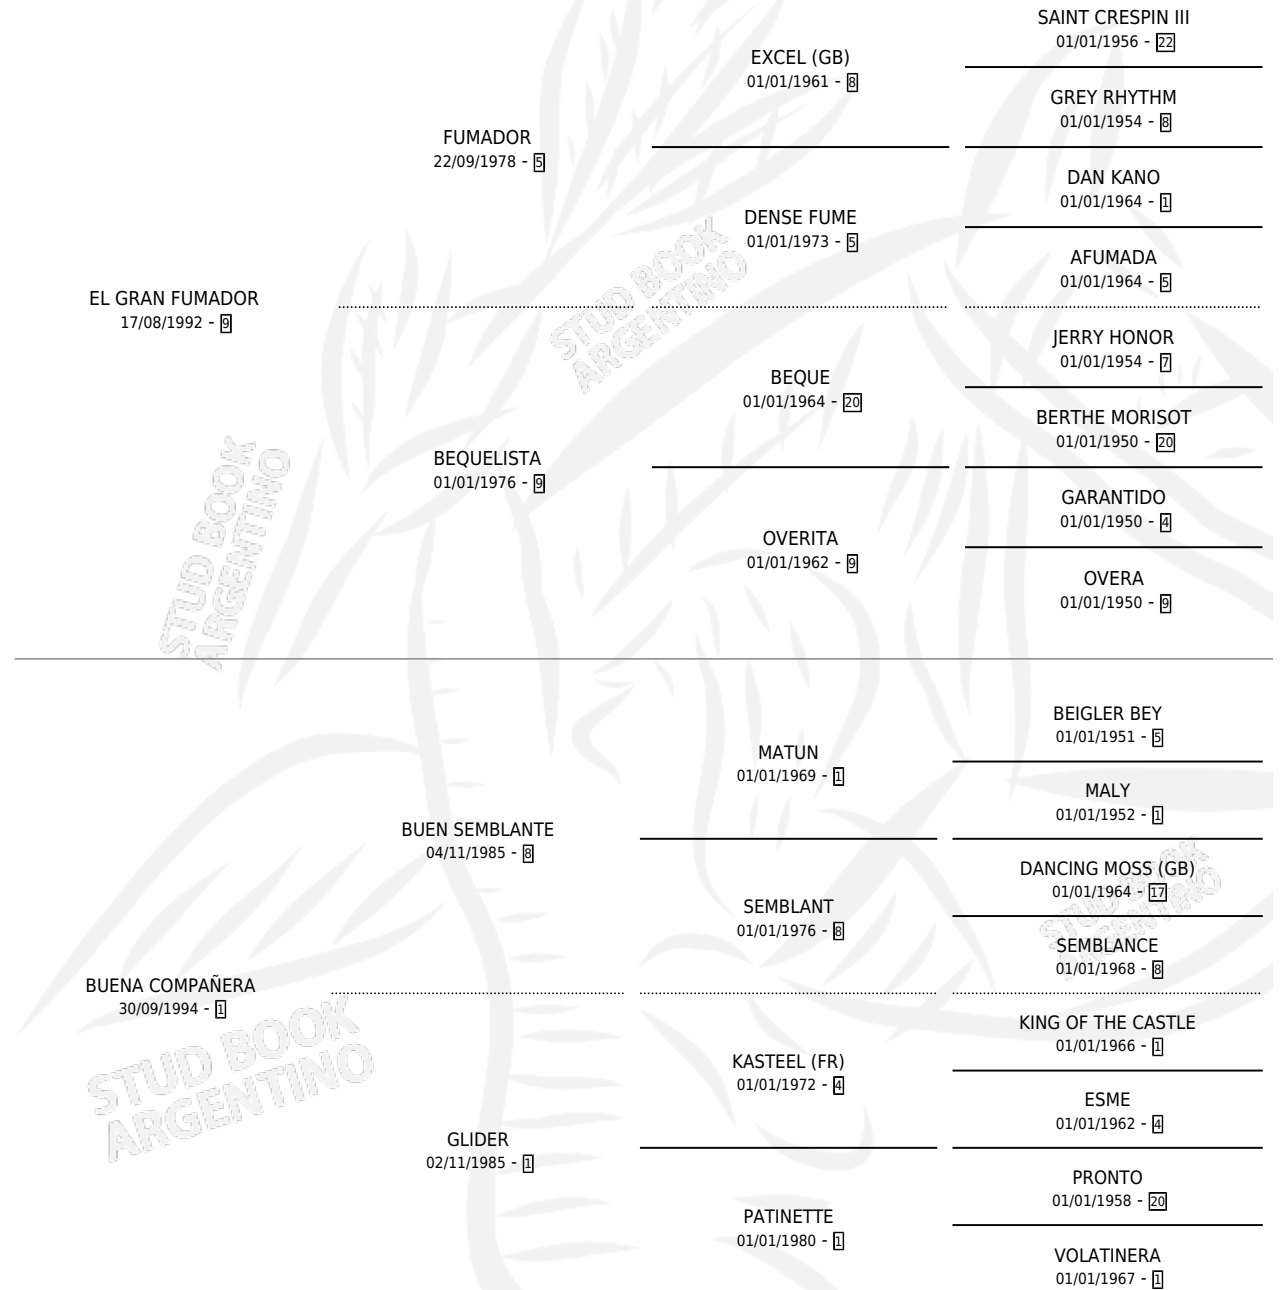 SAINT CRESPIN III
01/01/1956 - 22
EXCEL (GB)
01/01/1961 - 8
GREY RHYTHM
01/01/1954 - 8
FUMADOR
22/09/1978 - 5
DAN KANO
01/01/1964 - 1
DENSE FUME
01/01/1973 - 5
AFUMADA
01/01/1964 - 5
EL GRAN FUMADOR
17/08/1992 - 9
JERRY HONOR
01/01/1954 - 7
BEQUE
01/01/1964 - 20
BERTHE MORISOT
01/01/1950 - 20
BEQUELISTA
01/01/1976 - 9
GARANTIDO
01/01/1950 - 4
OVERITA
01/01/1962 - 9
OVERA
01/01/1950 - 9
STUD BOOK
ARGENTINO
STUD BOOK
ARGENTINO
BEIGLER BEY
01/01/1951 - 5
MATUN
01/01/1969 - 1
MALY
01/01/1952 - 1
BUEN SEMBLANTE
04/11/1985 - 8
DANCING MOSS (GB)
01/01/1964 - 17
SEMBLANT
01/01/1976 - 8
SEMBLANCE
01/01/1968 - 8
BUENA COMPAÑERA
30/09/1994 - 1
KING OF THE CASTLE
01/01/1966 - 1
KASTEEL (FR)
01/01/1972 - 4
ESME
01/01/1962 - 4
GLIDER
02/11/1985 - 1
PRONTO
01/01/1958 - 20
PATINETTE
01/01/1980 - 1
VOLATINERA
01/01/1967 - 1
STUD BOOK
ARGENTINO
STUD BOOK
ARGENTINO